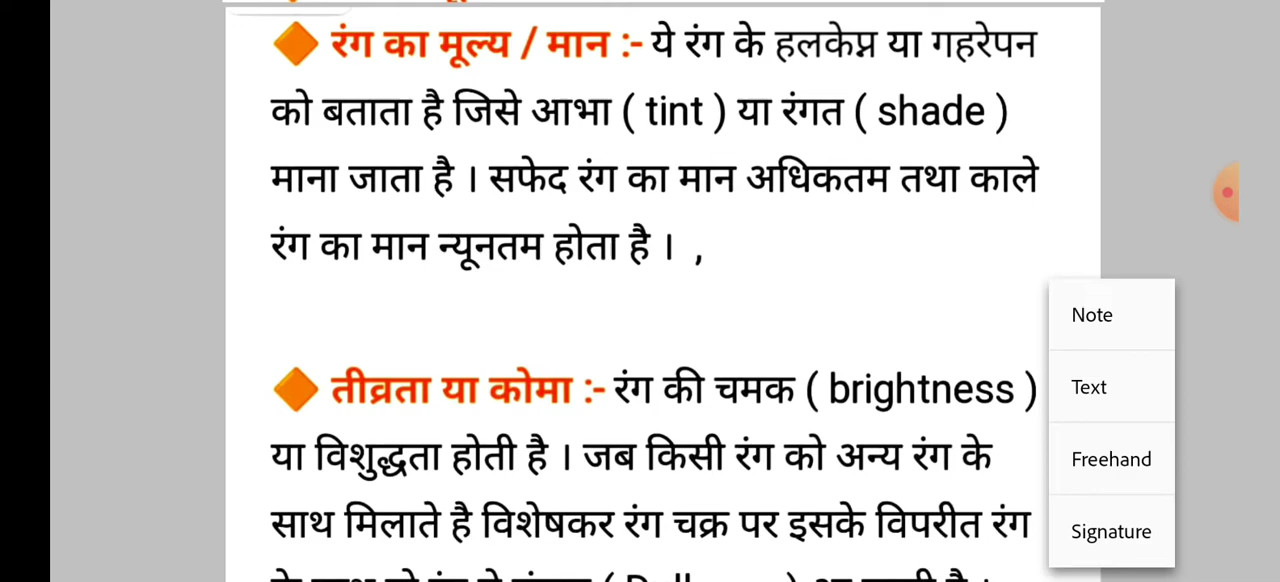 रंग का मूल्य / मान :- ये रंग के हलकेप्न या गहरेपन
को बताता है जिसे आभा ( tint ) या रंगत ( shade )
माना जाता है । सफेद रंग का मान अधिकतम तथा काले
रंग का मान न्यूनतम होता है । ,
तीव्रता या कोमा :- रंग की चमक ( brightness )
या विशुद्धता होती है । जब किसी रंग को अन्य रंग के
साथ मिलाते है विशेषकर रंग चक्र पर इसके विपरीत रंग
Note
Text
Freehand
Signature